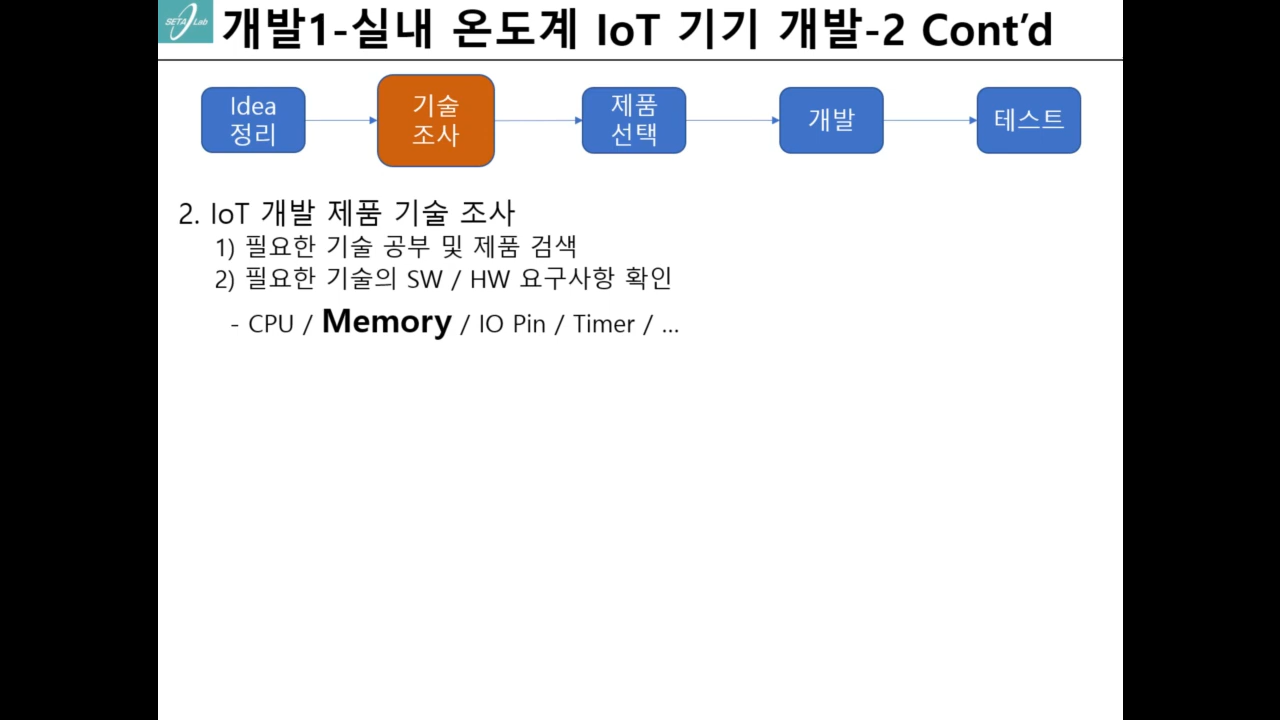 SETA Lab
개발1-실내 온도계 IoT 기기 개발-2 Cont’d
Idea
정리
기술
조사
제품
선택
개발
테스트
2. IoT 개발 제품 기술 조사
1) 필요한 기술 공부 및 제품 검색
2) 필요한 기술의 SW / HW 요구사항 확인
- CPU / Memory / IO Pin / Timer / ...